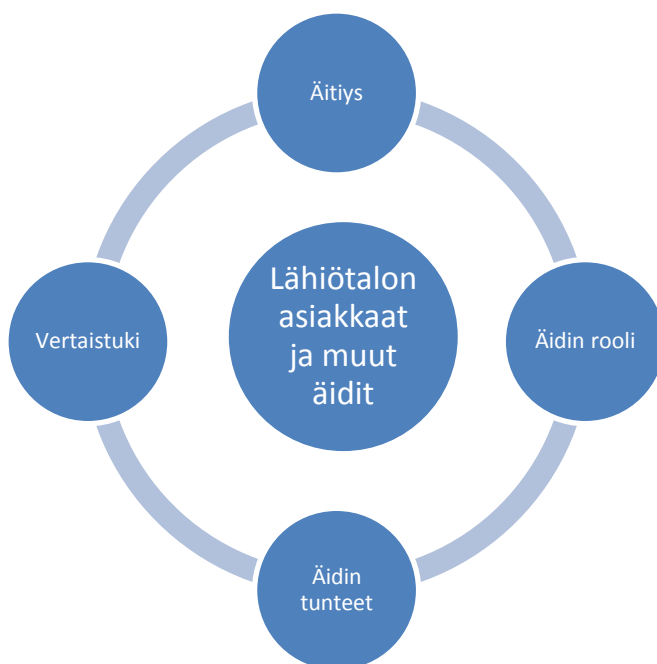 Äitiys
Lähiötalon
asiakkaat
ja muut
äidit
Vertaistuki
Äidin rooli
Äidin
tunteet